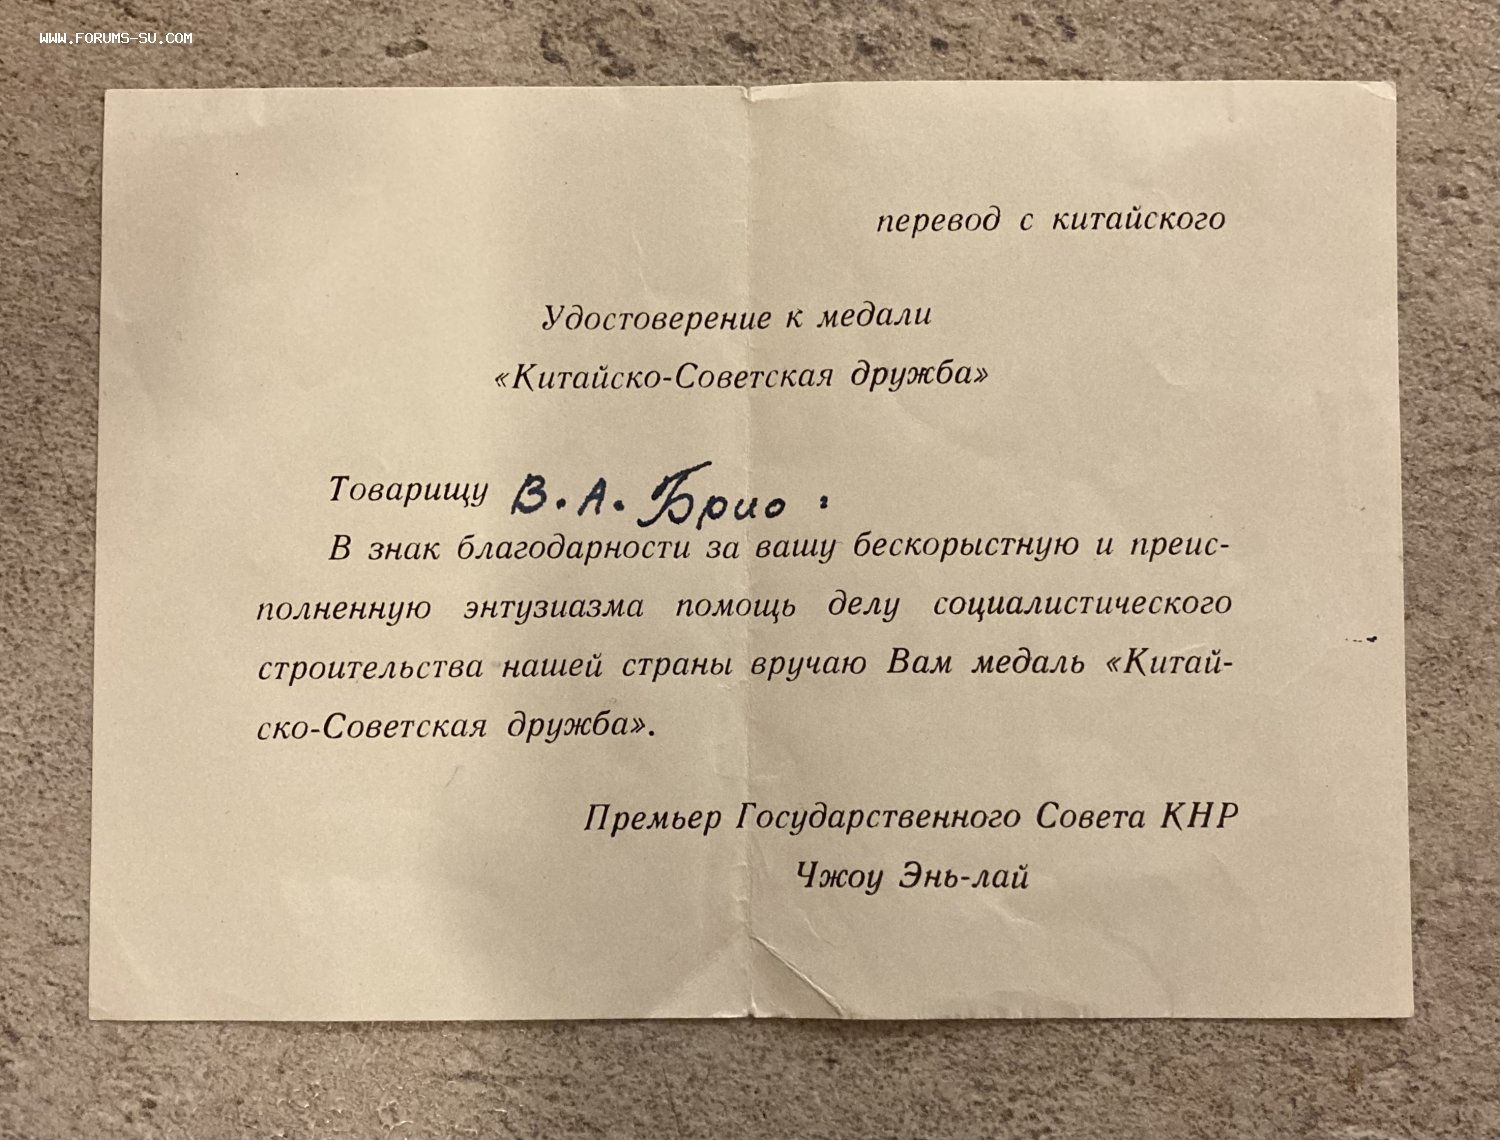 WWW.FORUMS-SU.COM
перевод с китайского
Удостоверение к медали
«Китайско-Советская дружба»
Товарищу В. А. Брио :
В знак благодарности за вашу бескорыстную и преис-
полненную энтузиазма помощь делу социалистического
строительства нашей страны вручаю Вам медаль «Китай-
ско-Советская дружба».
Премьер Государственного Совета КНР
Чжоу Энь-лай